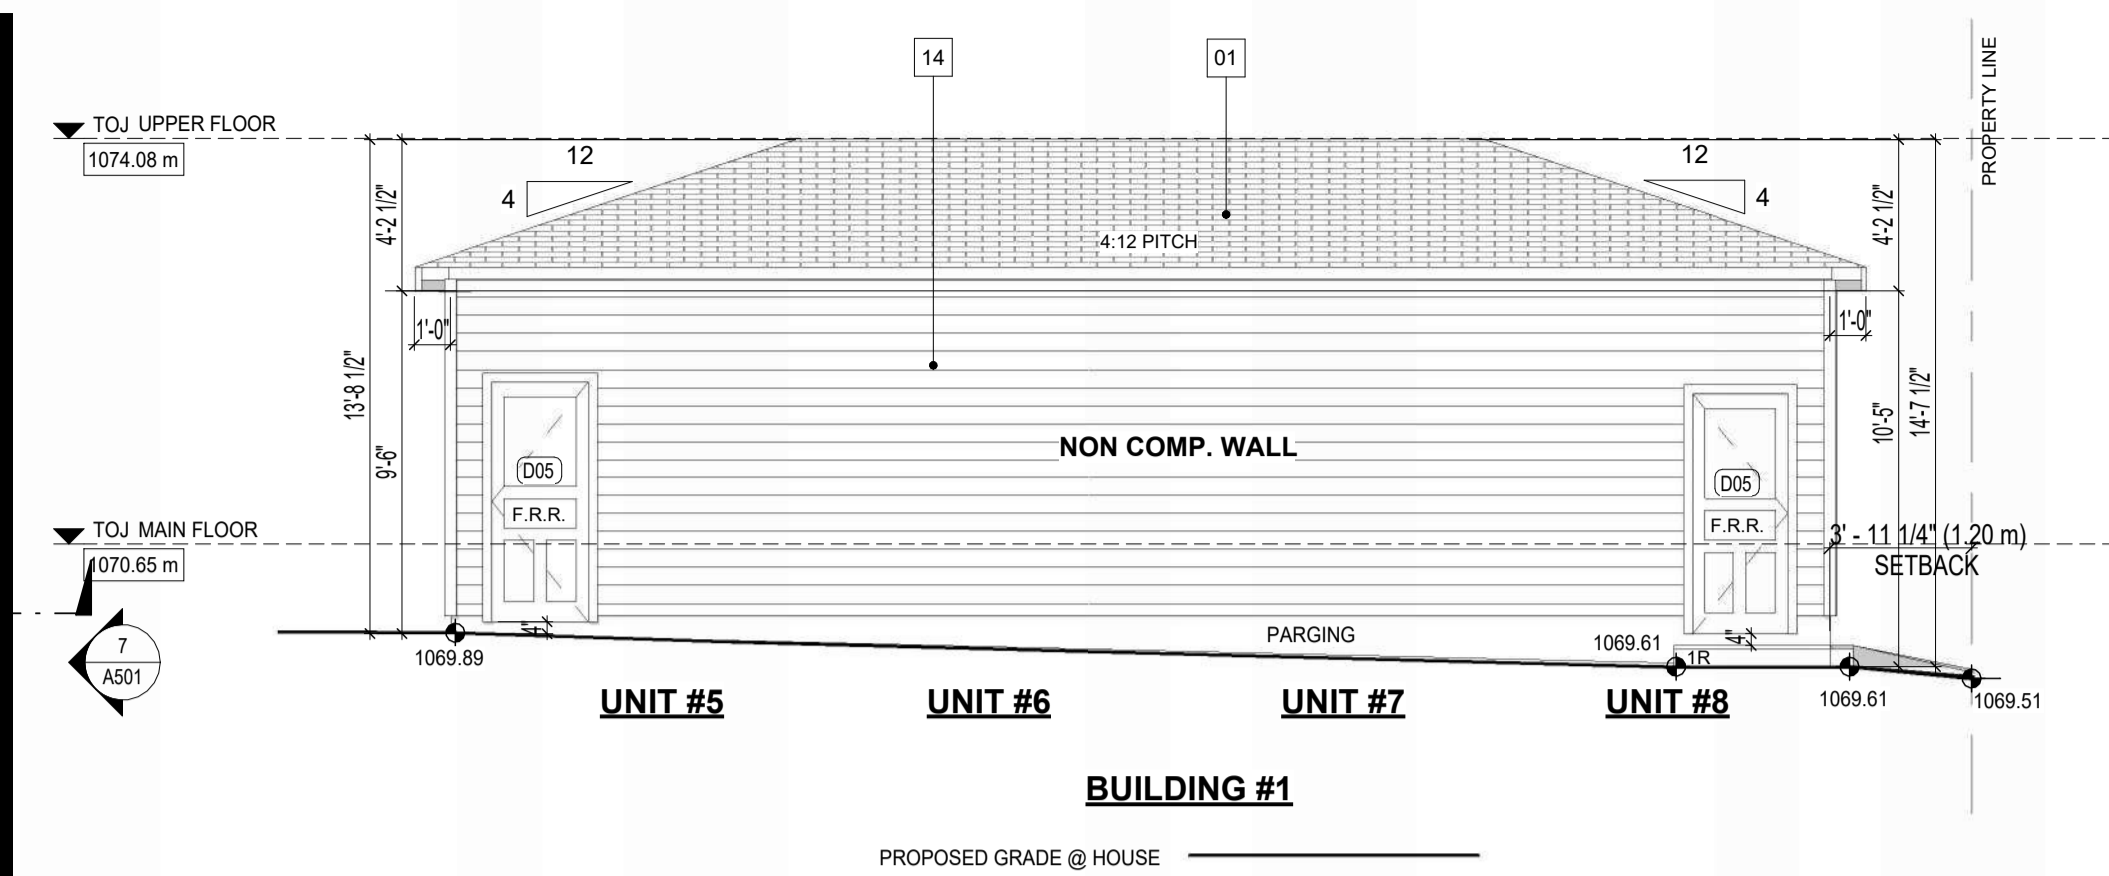 14
01
PROPERTY LINE
TOJ UPPER FLOOR
1074.08 m
12
4
12
4
4'-2 1/2"
4'-2 1/2"
4:12 PITCH
1'-0"
1'-0"
13'-8 1/2"
9'-6"
10'-5"
14'-7 1/2"
NON COMP. WALL
D05
F.R.R.
D05
F.R.R.
TOJ MAIN FLOOR
1070.65 m
3' - 11 1/4" (1.20 m)
SETBACK
7
A501
4"
4"
PARGING
1069.61
1R
1069.89
UNIT #5
UNIT #6
UNIT #7
UNIT #8
1069.61
1069.51
BUILDING #1
PROPOSED GRADE @ HOUSE